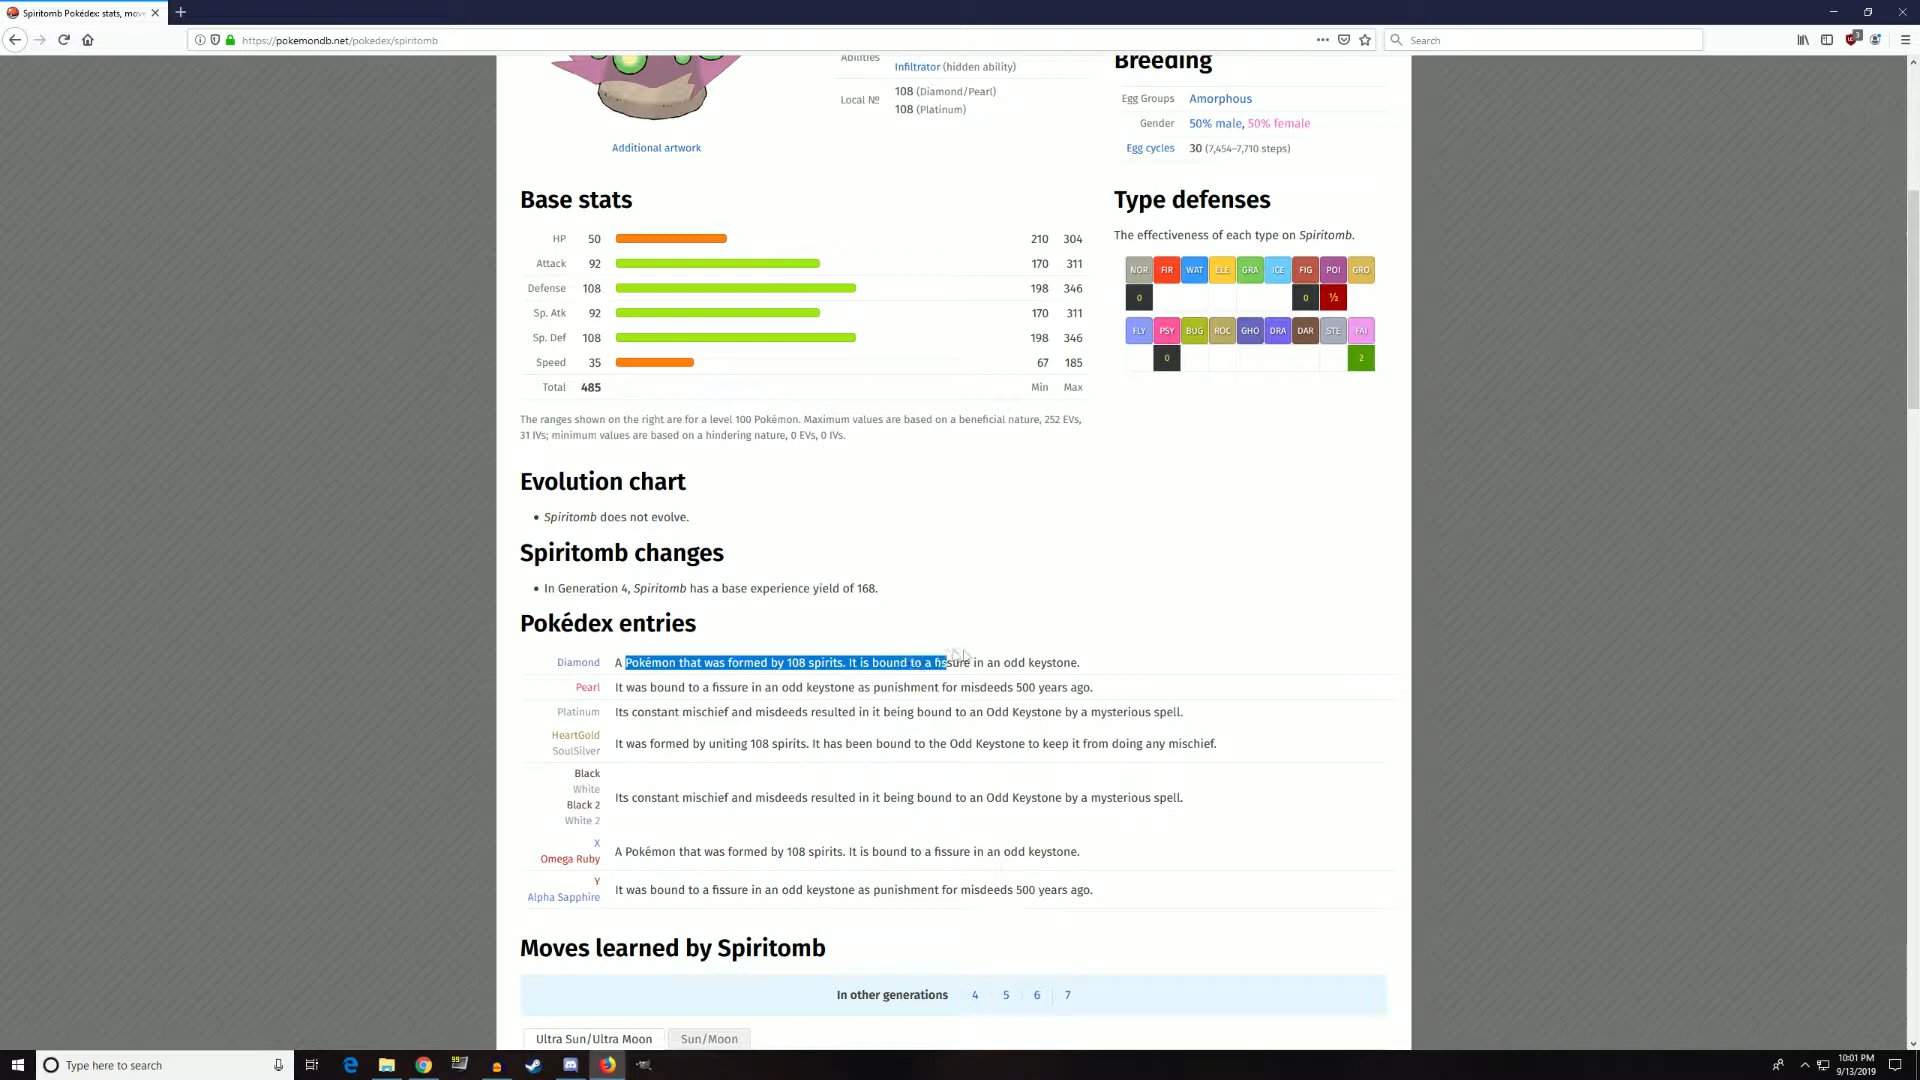 Spiritomb Pokédex: stats, mov
https://pokemondb.net/pokedex/spiritomb
Search
3
Abilities
Infiltrator (hidden ability)
Local №
108 (Diamond/Pearl)
108 (Platinum)
Additional artwork
Breeding
Egg Groups Amorphous
Gender 50% male, 50% female
Egg cycles 30 (7,454–7,710 steps)
Base stats
HP 50 210 304
Attack 92 170 311
Defense 108 198 346
Sp. Atk 92 170 311
Sp. Def 108 198 346
Speed 35 67 185
Total 485 Min Max
The ranges shown on the right are for a level 100 Pokémon. Maximum values are based on a beneficial nature, 252 EVs,
31 IVs; minimum values are based on a hindering nature, 0 EVs, 0 IVs.
Type defenses
The effectiveness of each type on Spiritomb.
NOR FIR WAT ELE GRA ICE FIG POI GRO
0 0 ½
FLY PSY BUG ROC GHO DRA DAR STE FAI
0 2
Evolution chart
• Spiritomb does not evolve.
Spiritomb changes
• In Generation 4, Spiritomb has a base experience yield of 168.
Pokédex entries
Diamond A Pokémon that was formed by 108 spirits. It is bound to a fissure in an odd keystone.
Pearl It was bound to a fissure in an odd keystone as punishment for misdeeds 500 years ago.
Platinum Its constant mischief and misdeeds resulted in it being bound to an Odd Keystone by a mysterious spell.
HeartGold
SoulSilver
It was formed by uniting 108 spirits. It has been bound to the Odd Keystone to keep it from doing any mischief.
Black
White
Black 2
White 2
Its constant mischief and misdeeds resulted in it being bound to an Odd Keystone by a mysterious spell.
X
Omega Ruby
A Pokémon that was formed by 108 spirits. It is bound to a fissure in an odd keystone.
Y
Alpha Sapphire
It was bound to a fissure in an odd keystone as punishment for misdeeds 500 years ago.
Moves learned by Spiritomb
In other generations 4 5 6 7
Ultra Sun/Ultra Moon Sun/Moon
Type here to search
10:01 PM
9/13/2019